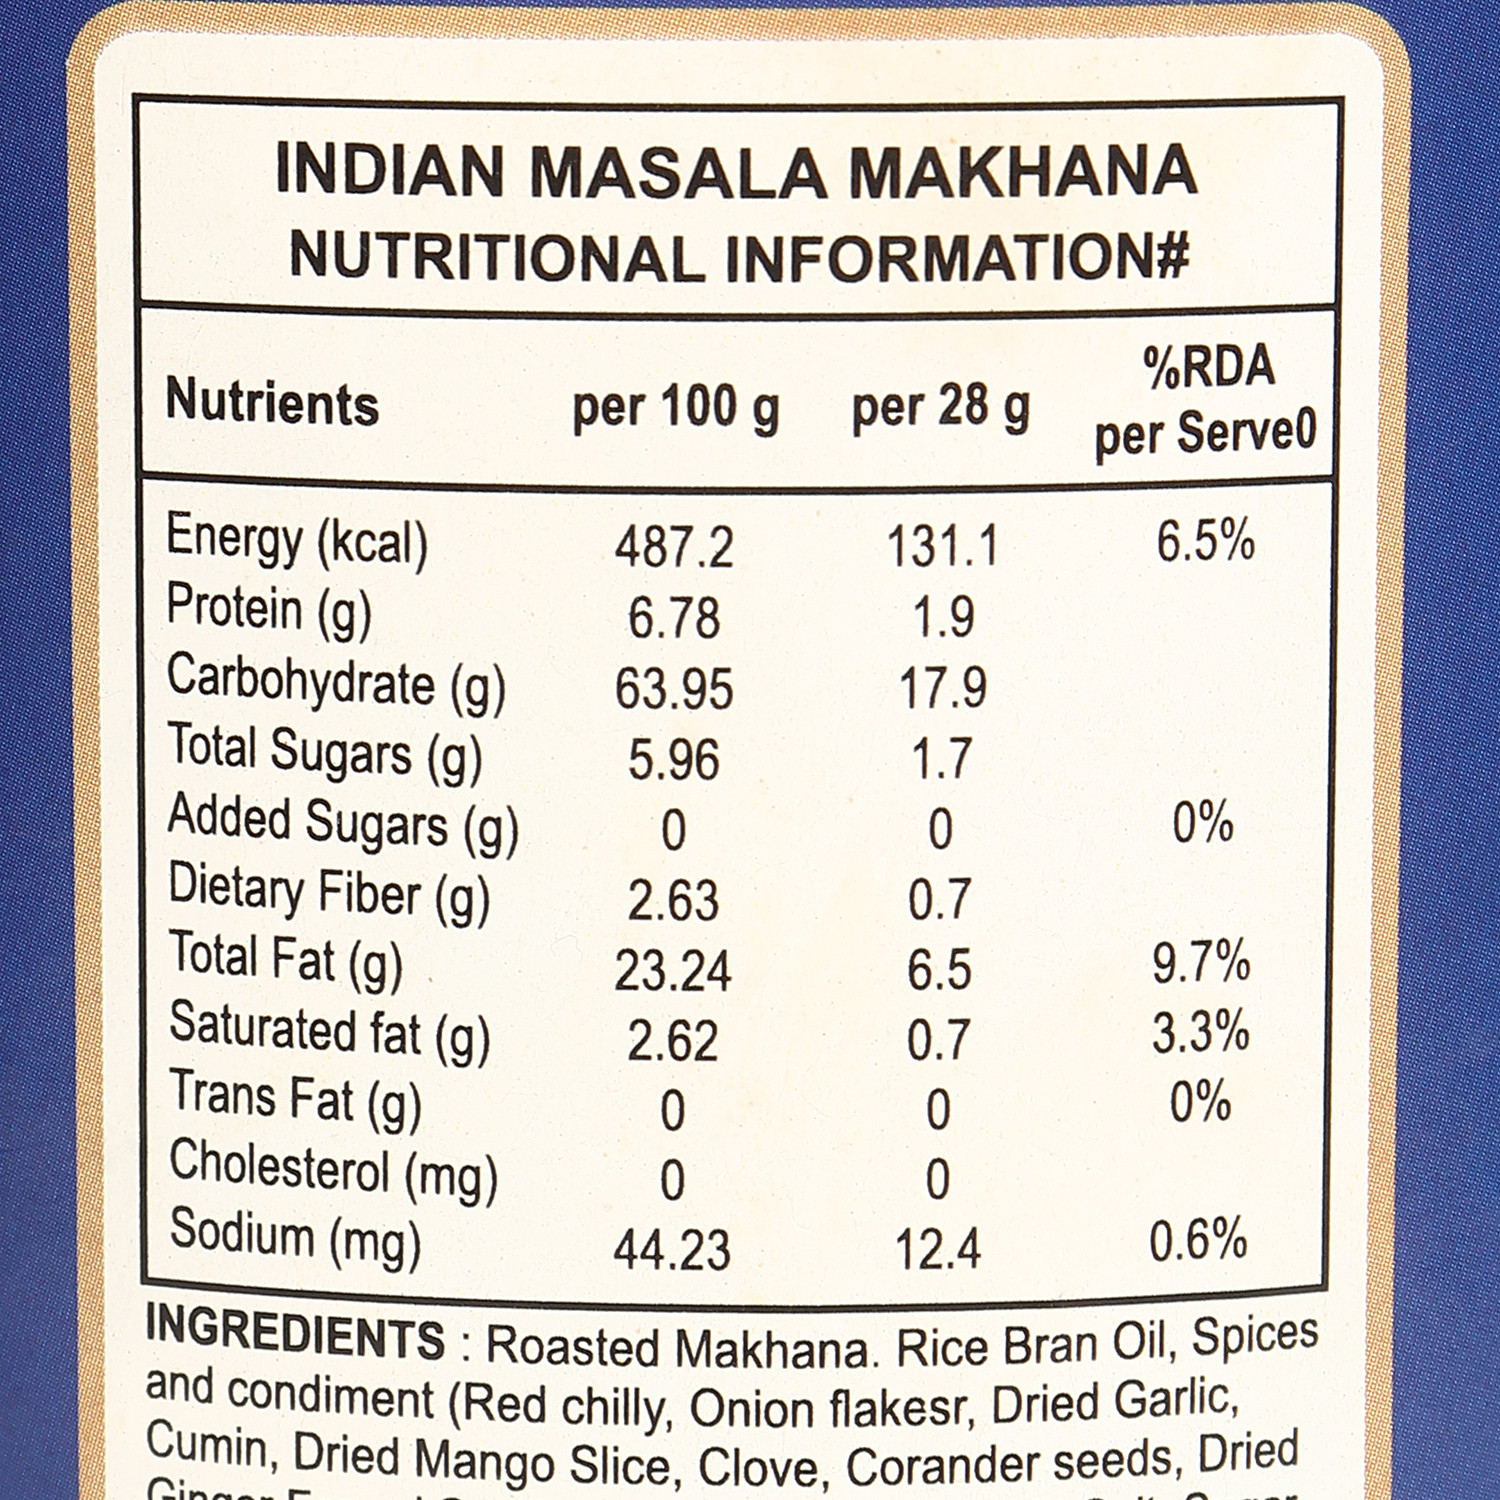 INDIAN MASALA MAKHANA
NUTRITIONAL INFORMATION#
Nutrients per 100 g per 28 g %RDA per Serve0
Energy (kcal) 487.2 131.1 6.5%
Protein (g) 6.78 1.9
Carbohydrate (g) 63.95 17.9
Total Sugars (g) 5.96 1.7
Added Sugars (g) 0 0 0%
Dietary Fiber (g) 2.63 0.7
Total Fat (g) 23.24 6.5 9.7%
Saturated fat (g) 2.62 0.7 3.3%
Trans Fat (g) 0 0 0%
Cholesterol (mg) 0 0
Sodium (mg) 44.23 12.4 0.6%
INGREDIENTS : Roasted Makhana. Rice Bran Oil, Spices
and condiment (Red chilly, Onion flakesr, Dried Garlic,
Cumin, Dried Mango Slice, Clove, Corander seeds, Dried
Ginger